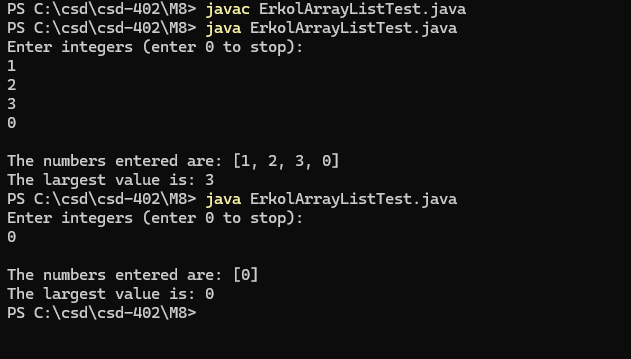 PS C:\csd\csd-402\M8> javac ErkolArrayListTest.java
PS C:\csd\csd-402\M8> java ErkolArrayListTest.java
Enter integers (enter 0 to stop):
1
2
3
0
The numbers entered are: [1, 2, 3, 0]
The largest value is: 3
PS C:\csd\csd-402\M8> java ErkolArrayListTest.java
Enter integers (enter 0 to stop):
0
The numbers entered are: [0]
The largest value is: 0
PS C:\csd\csd-402\M8>